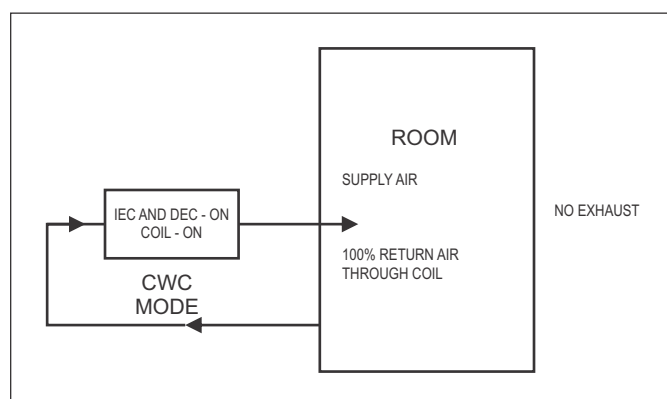 ROOM
SUPPLY AIR
IEC AND DEC - ON
COIL - ON
NO EXHAUST
100% RETURN AIR
THROUGH COIL
CWC
MODE